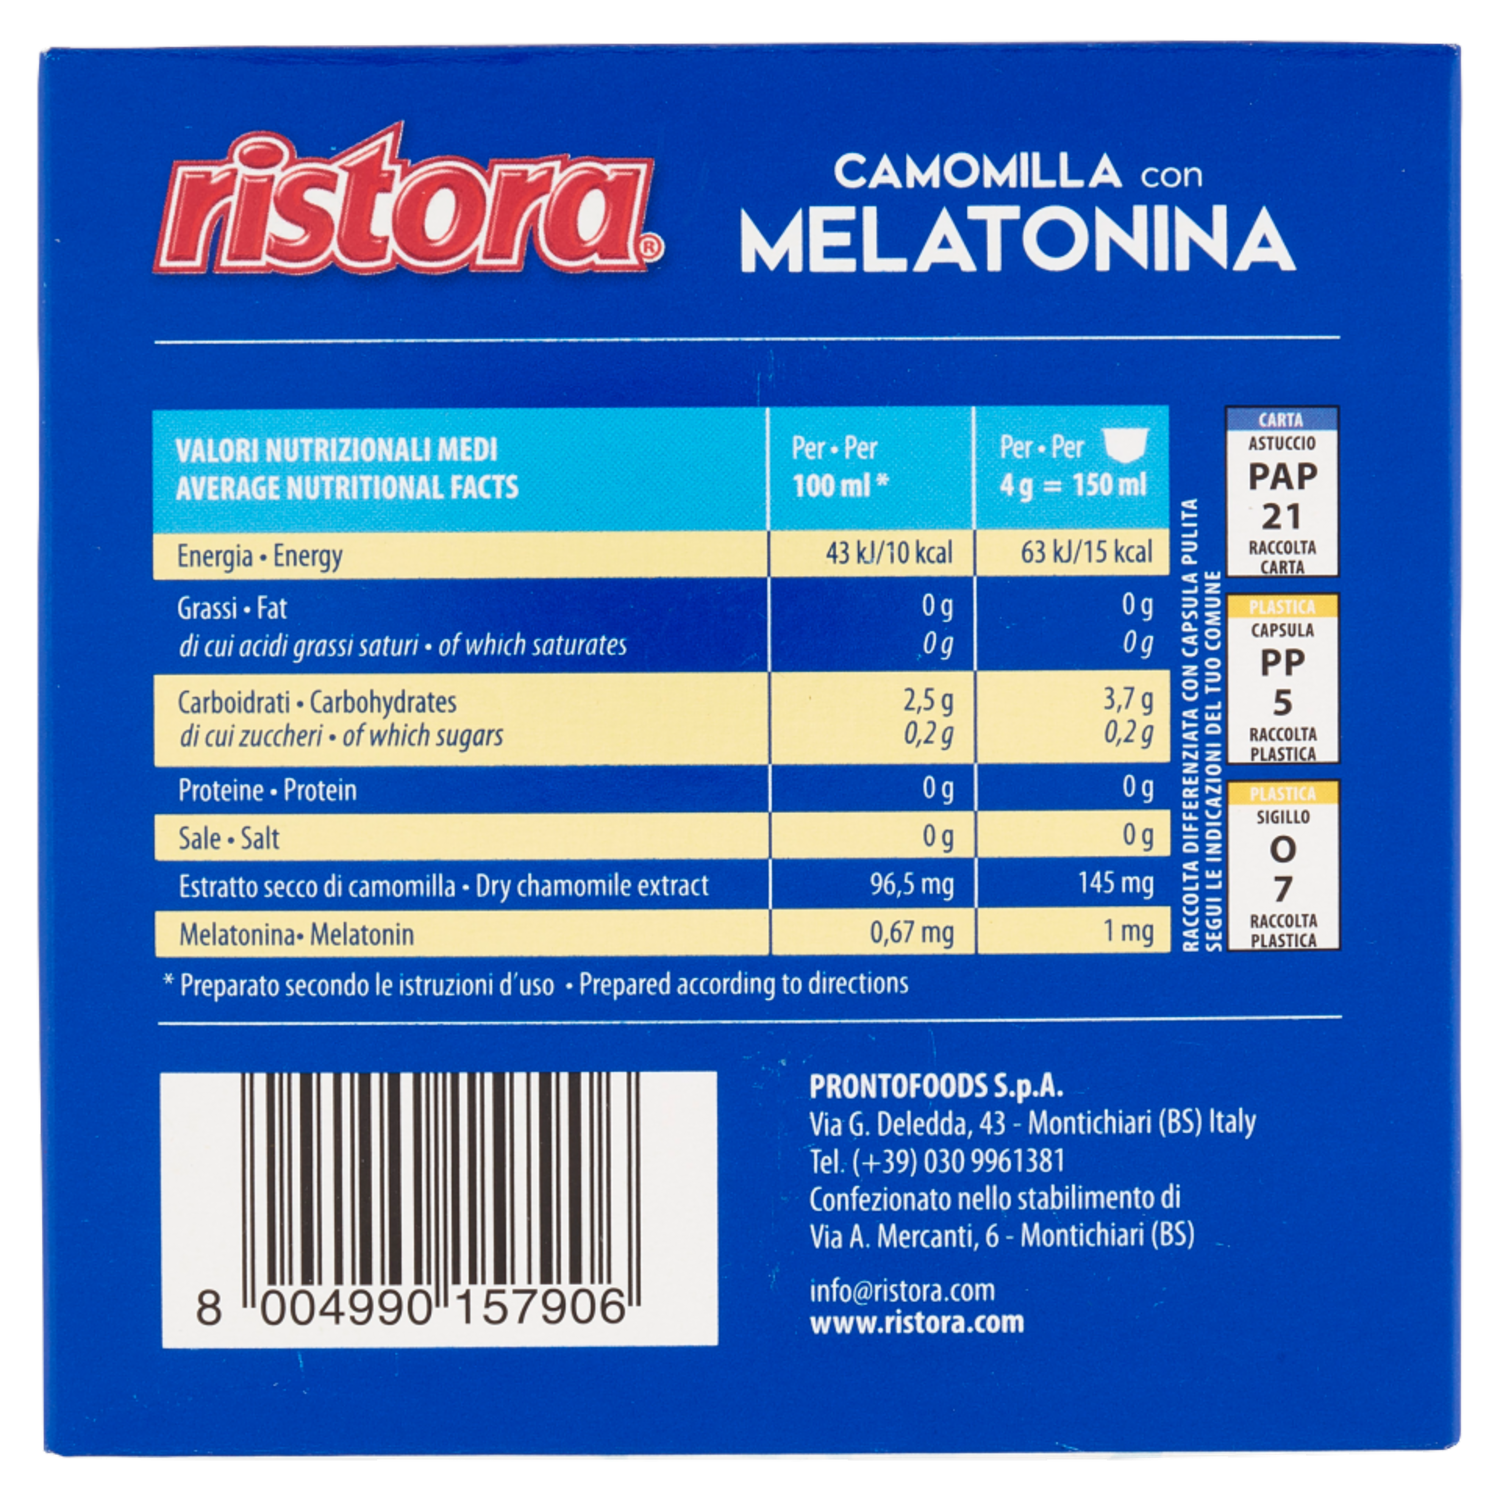 ristora®
CAMOMILLA con
MELATONINA
VALORI NUTRIZIONALI MEDI
AVERAGE NUTRITIONAL FACTS
Per • Per
100 ml *
Per • Per
4 g = 150 ml
Energia • Energy 43 kJ/10 kcal 63 kJ/15 kcal
Grassi • Fat 0 g 0 g
di cui acidi grassi saturi • of which saturates 0 g 0 g
Carboidrati • Carbohydrates 2,5 g 3,7 g
di cui zuccheri • of which sugars 0,2 g 0,2 g
Proteine • Protein 0 g 0 g
Sale • Salt 0 g 0 g
Estratto secco di camomilla • Dry chamomile extract 96,5 mg 145 mg
Melatonina• Melatonin 0,67 mg 1 mg
* Preparato secondo le istruzioni d'uso • Prepared according to directions
RACCOLTA DIFFERENZIATA CON CAPSULA PULITA
SEGUI LE INDICAZIONI DEL TUO COMUNE
CARTA
ASTUCCIO
PAP
21
RACCOLTA
CARTA
PLASTICA
CAPSULA
PP
5
RACCOLTA
PLASTICA
PLASTICA
SIGILLO
O
7
RACCOLTA
PLASTICA
8 004990 157906
PRONTOFOODS S.p.A.
Via G. Deledda, 43 - Montichiari (BS) Italy
Tel. (+39) 030 9961381
Confezionato nello stabilimento di
Via A. Mercanti, 6 - Montichiari (BS)
info@ristora.com
www.ristora.com